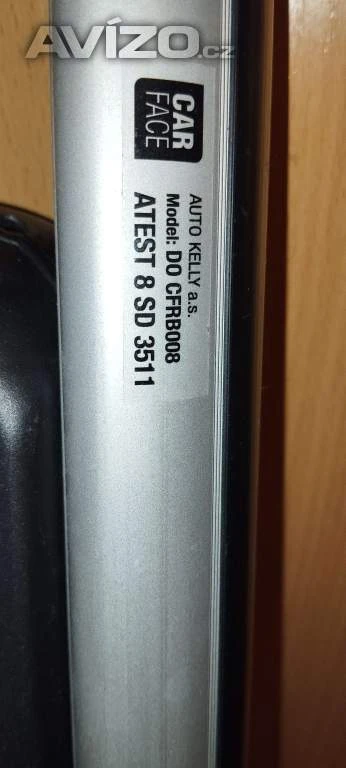 AVÍZO.cz
CAR
FACE
AUTO KELLY a.s.
Model: DO CFRB008
ATEST 8 SD 3511